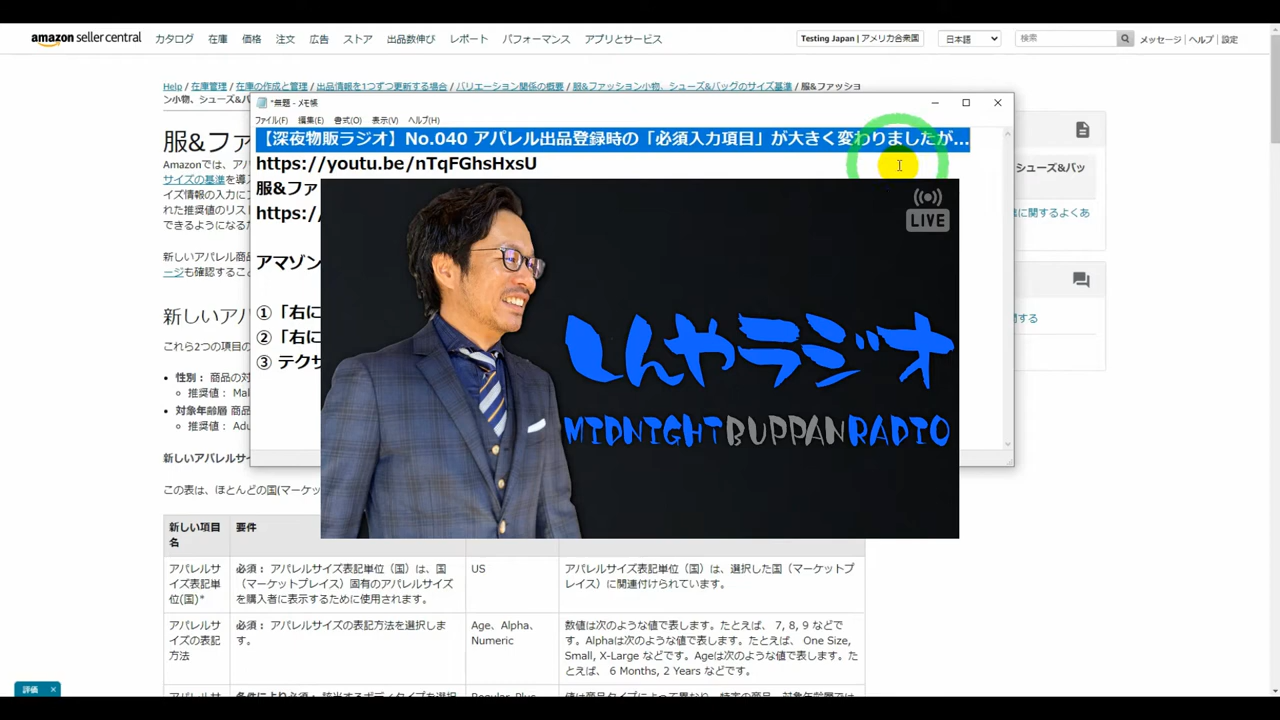 amazon seller central カタログ 在庫 価格 注文 広告 ストア 出品数伸び レポート パフォーマンス アプリとサービス Testing Japan | アメリカ合衆国 日本語 検索 メッセージ | ヘルプ | 設定
Help / 在庫管理 / 在庫の作成と管理 / 出品情報を1つずつ更新する場合 / バリエーション関係の概要 / 服&ファッション小物、シューズ&バッグのサイズ基準 / 服&ファッショ
ン小物、シューズ&バ
*無題 - メモ帳
ファイル(F) 編集(E) 書式(O) 表示(V) ヘルプ(H)
【深夜物販ラジオ】No.040 アパレル出品登録時の「必須入力項目」が大きく変わりましたが...
https://youtu.be/nTqFGhsHxsU
服&ファ
https://
アマゾン
①「右に
②「右に
③ テクサ
服&ファ
Amazonでは、ア
サイズの基準を導
イズ情報の入力に
れた推奨値のリス
できるようになる
新しいアパレル商
ージも確認するこ
新しいアパ
これら2つの項目の
性別： 商品の対
推奨値： Mal
対象年齢層 商品
推奨値： Adu
新しいアパレルサイ
この表は、ほとんどの国(マーケッ
シューズ&バッ
に関するよくあ
する
LIVE
しんやラジオ
MIDNIGHT BUPPAN RADIO
新しい項目名 要件
アパレルサイズ表記単位(国)* 必須： アパレルサイズ表記単位（国）は、国（マーケットプレイス）固有のアパレルサイズを購入者に表示するために使用されます。 US アパレルサイズ表記単位（国）は、選択した国（マーケットプレイス）に関連付けられています。
アパレルサイズの表記方法 必須： アパレルサイズの表記方法を選択します。 Age、Alpha、Numeric 数値は次のような値で表します。たとえば、 7, 8, 9 などです。Alphaは次のような値で表します。たとえば、 One Size, Small, X-Large などです。Ageは次のような値で表します。たとえば、 6 Months, 2 Years などです。
評価 ×